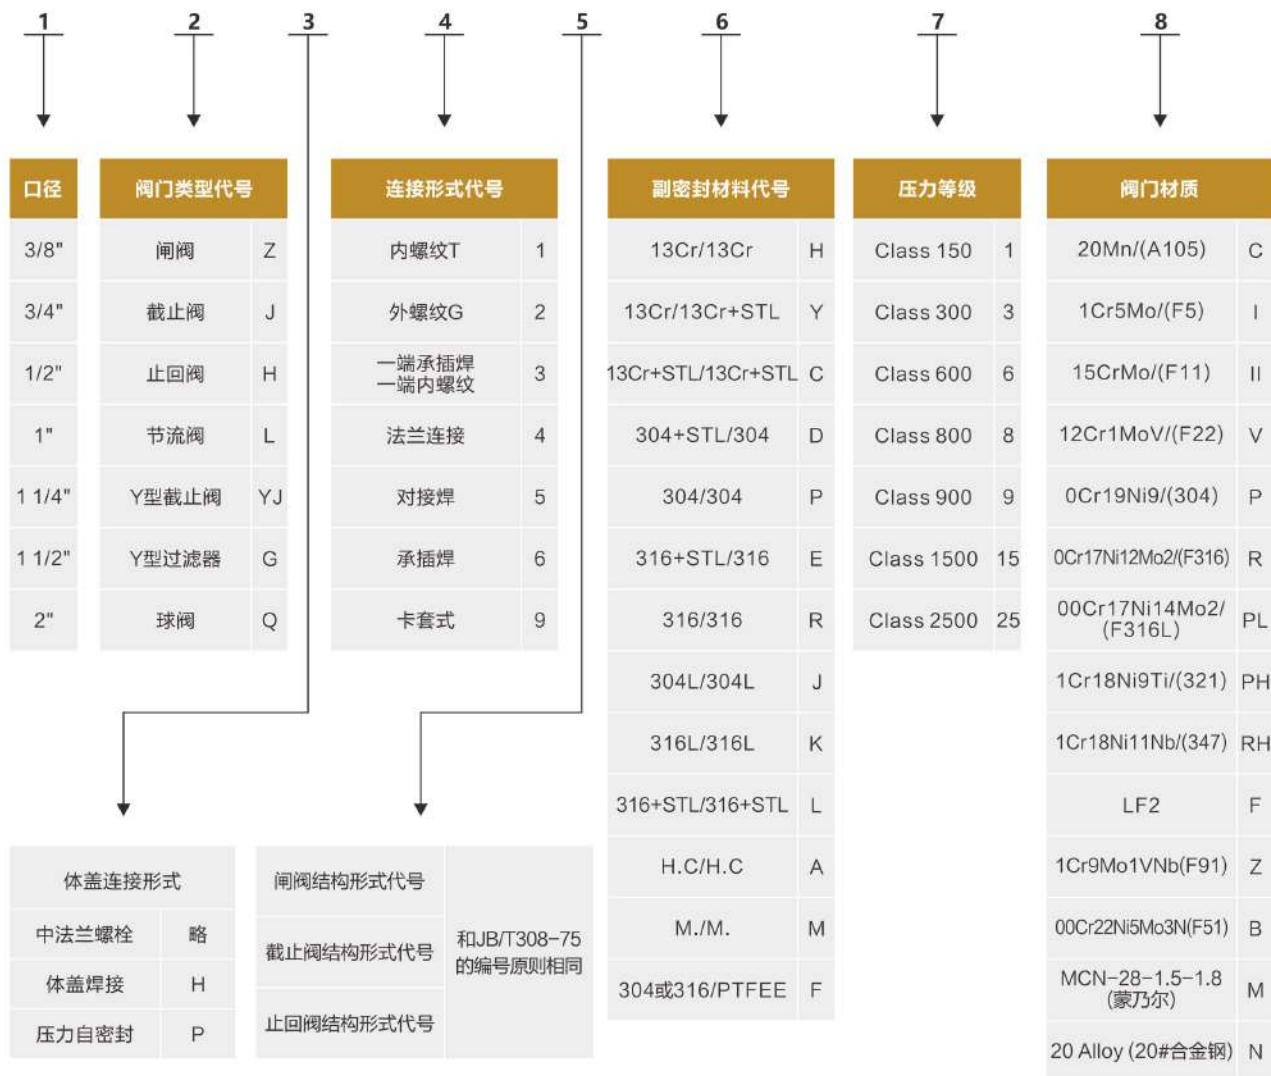 1 2 3 4 5 6 7 8
口径
3/8"
3/4"
1/2"
1"
1 1/4"
1 1/2"
2"
阀门类型代号
闸阀 Z
截止阀 J
止回阀 H
节流阀 L
Y型截止阀 YJ
Y型过滤器 G
球阀 Q
连接形式代号
内螺纹T 1
外螺纹G 2
一端承插焊
一端内螺纹 3
法兰连接 4
对接焊 5
承插焊 6
卡套式 9
副密封材料代号
13Cr/13Cr H
13Cr/13Cr+STL Y
13Cr+STL/13Cr+STL C
304+STL/304 D
304/304 P
316+STL/316 E
316/316 R
304L/304L J
316L/316L K
316+STL/316+STL L
H.C/H.C A
M./M. M
304或316/PTFEE F
压力等级
Class 150 1
Class 300 3
Class 600 6
Class 800 8
Class 900 9
Class 1500 15
Class 2500 25
阀门材质
20Mn/(A105) C
1Cr5Mo/(F5) I
15CrMo/(F11) II
12Cr1MoV/(F22) V
0Cr19Ni9/(304) P
0Cr17Ni12Mo2/(F316) R
00Cr17Ni14Mo2/
(F316L) PL
1Cr18Ni9Ti/(321) PH
1Cr18Ni11Nb/(347) RH
LF2 F
1Cr9Mo1VNb(F91) Z
00Cr22Ni5Mo3N(F51) B
MCN-28-1.5-1.8
(蒙乃尔) M
20 Alloy (20#合金钢) N
体盖连接形式
中法兰螺栓 略
体盖焊接 H
压力自密封 P
闸阀结构形式代号
截止阀结构形式代号
止回阀结构形式代号
和JB/T308-75
的编号原则相同